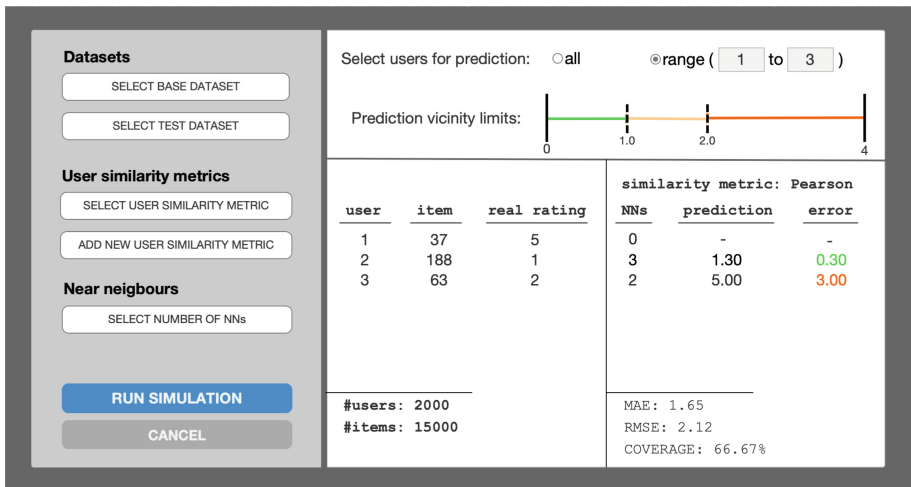 Datasets
SELECT BASE DATASET
SELECT TEST DATASET
User similarity metrics
SELECT USER SIMILARITY METRIC
ADD NEW USER SIMILARITY METRIC
Near neigbours
SELECT NUMBER OF NNs
RUN SIMULATION
CANCEL
Select users for prediction: all range ( 1 to 3 )
Prediction vicinity limits:
0 1.0 2.0 4
user item real rating
1 37 5
2 188 1
3 63 2
#users: 2000
#items: 15000
similarity metric: Pearson
NNs prediction error
0 - -
3 1.30 0.30
2 5.00 3.00
MAE: 1.65
RMSE: 2.12
COVERAGE: 66.67%